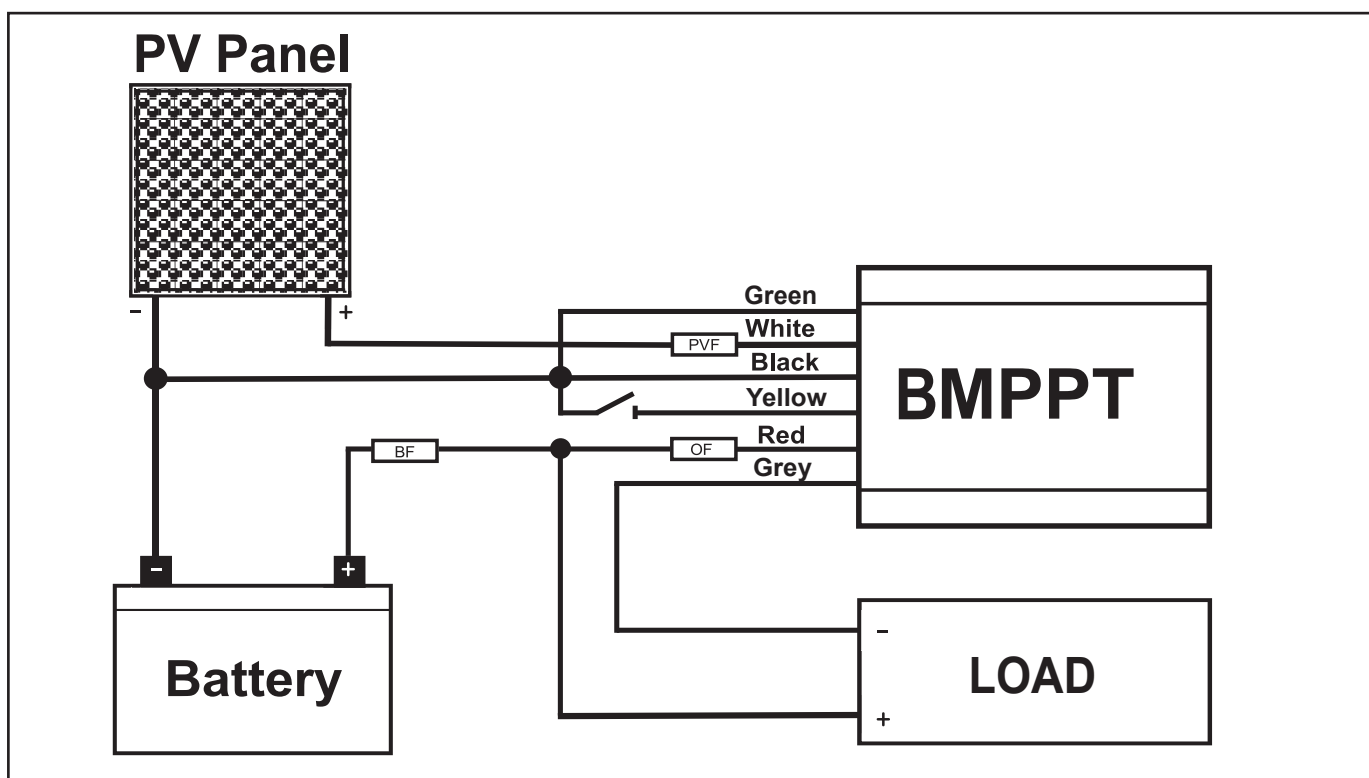 PV Panel
- +
Green
PVF White
Black
BMPPT
Yellow
BF OF Red
Grey
- +
Battery
-
LOAD
+